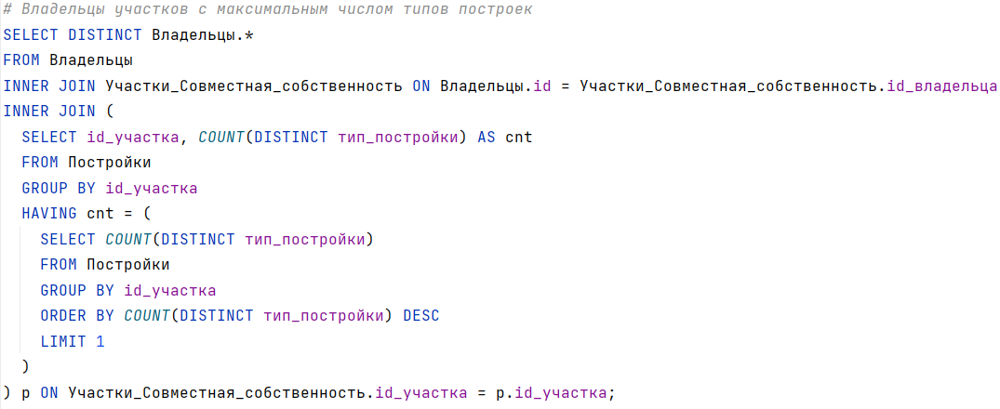 # Владельцы участков с максимальным числом типов построек
SELECT DISTINCT Владельцы.*
FROM Владельцы
INNER JOIN Участки_Совместная_собственность ON Владельцы.id = Участки_Совместная_собственность.id_владельца
INNER JOIN (
  SELECT id_участка, COUNT(DISTINCT тип_постройки) AS cnt
  FROM Постройки
  GROUP BY id_участка
  HAVING cnt = (
    SELECT COUNT(DISTINCT тип_постройки)
    FROM Постройки
    GROUP BY id_участка
    ORDER BY COUNT(DISTINCT тип_постройки) DESC
    LIMIT 1
  )
) p ON Участки_Совместная_собственность.id_участка = p.id_участка;